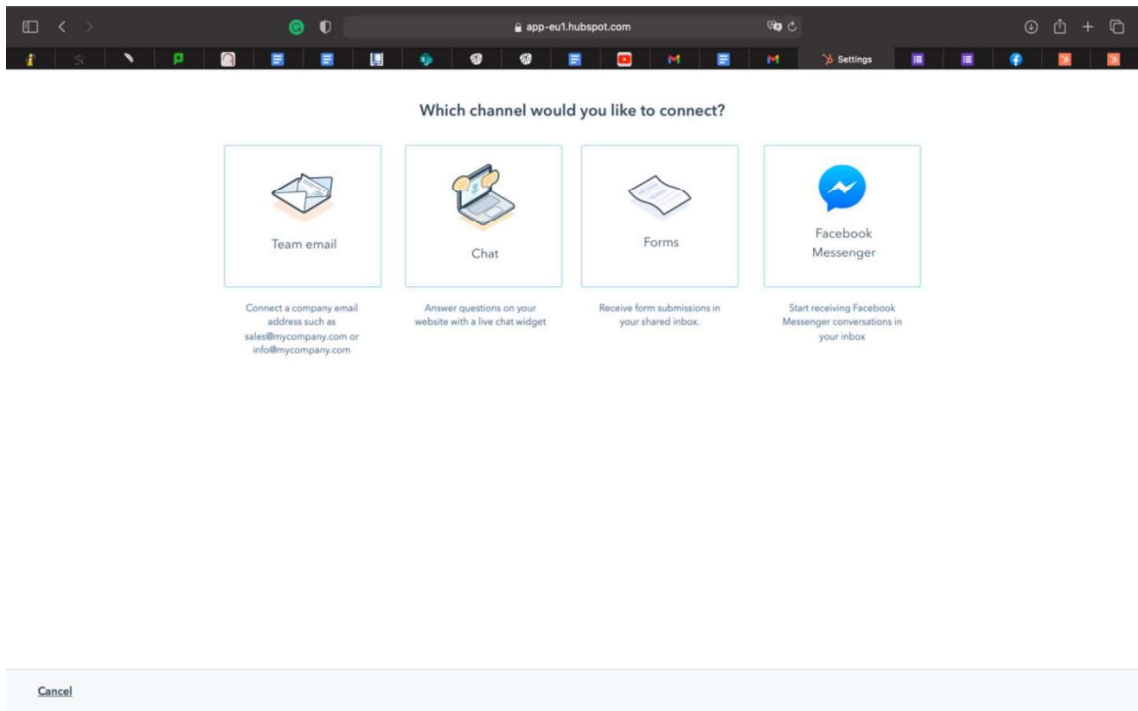 app-eu1.hubspot.com
Settings
Which channel would you like to connect?
Team email
Connect a company email
address such as
sales@mycompany.com or
info@mycompany.com
Chat
Answer questions on your
website with a live chat widget
Forms
Receive form submissions in
your shared inbox.
Facebook
Messenger
Start receiving Facebook
Messenger conversations in
your inbox
Cancel